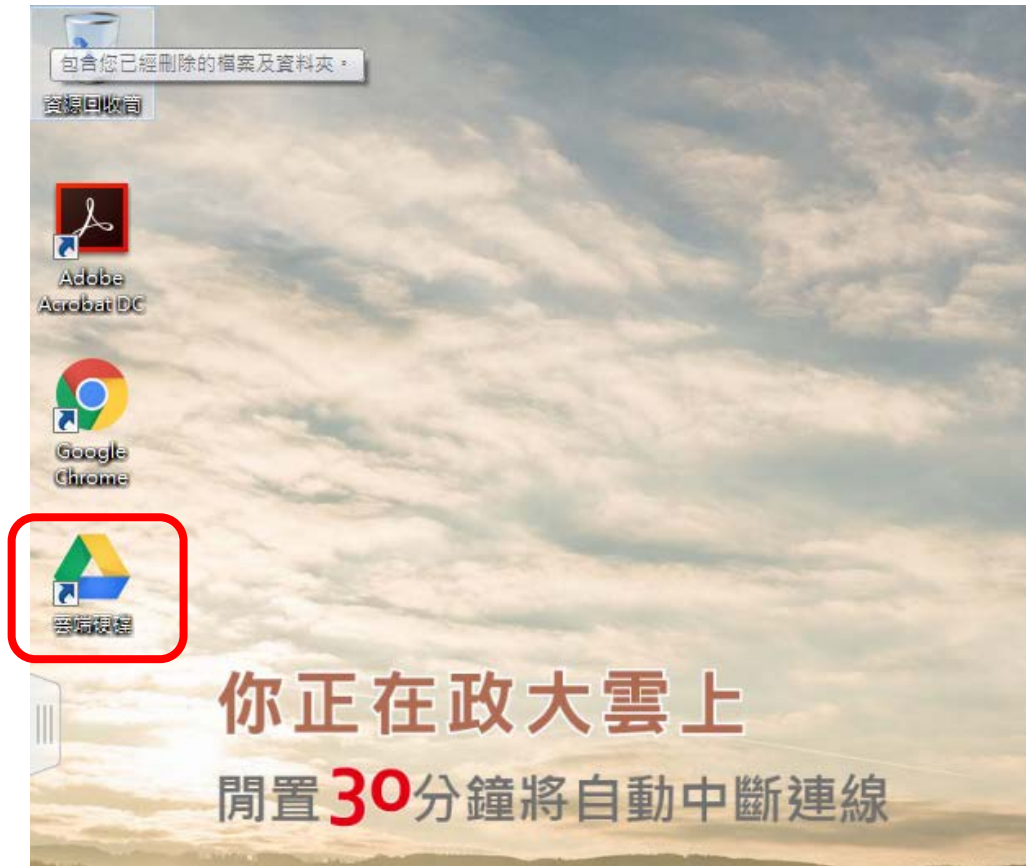 包含您已經刪除的檔案及資料夾。
資源回收筒
Adobe
Acrobat DC
Google
Chrome
雲端硬碟
你正在政大雲上
閒置30分鐘將自動中斷連線